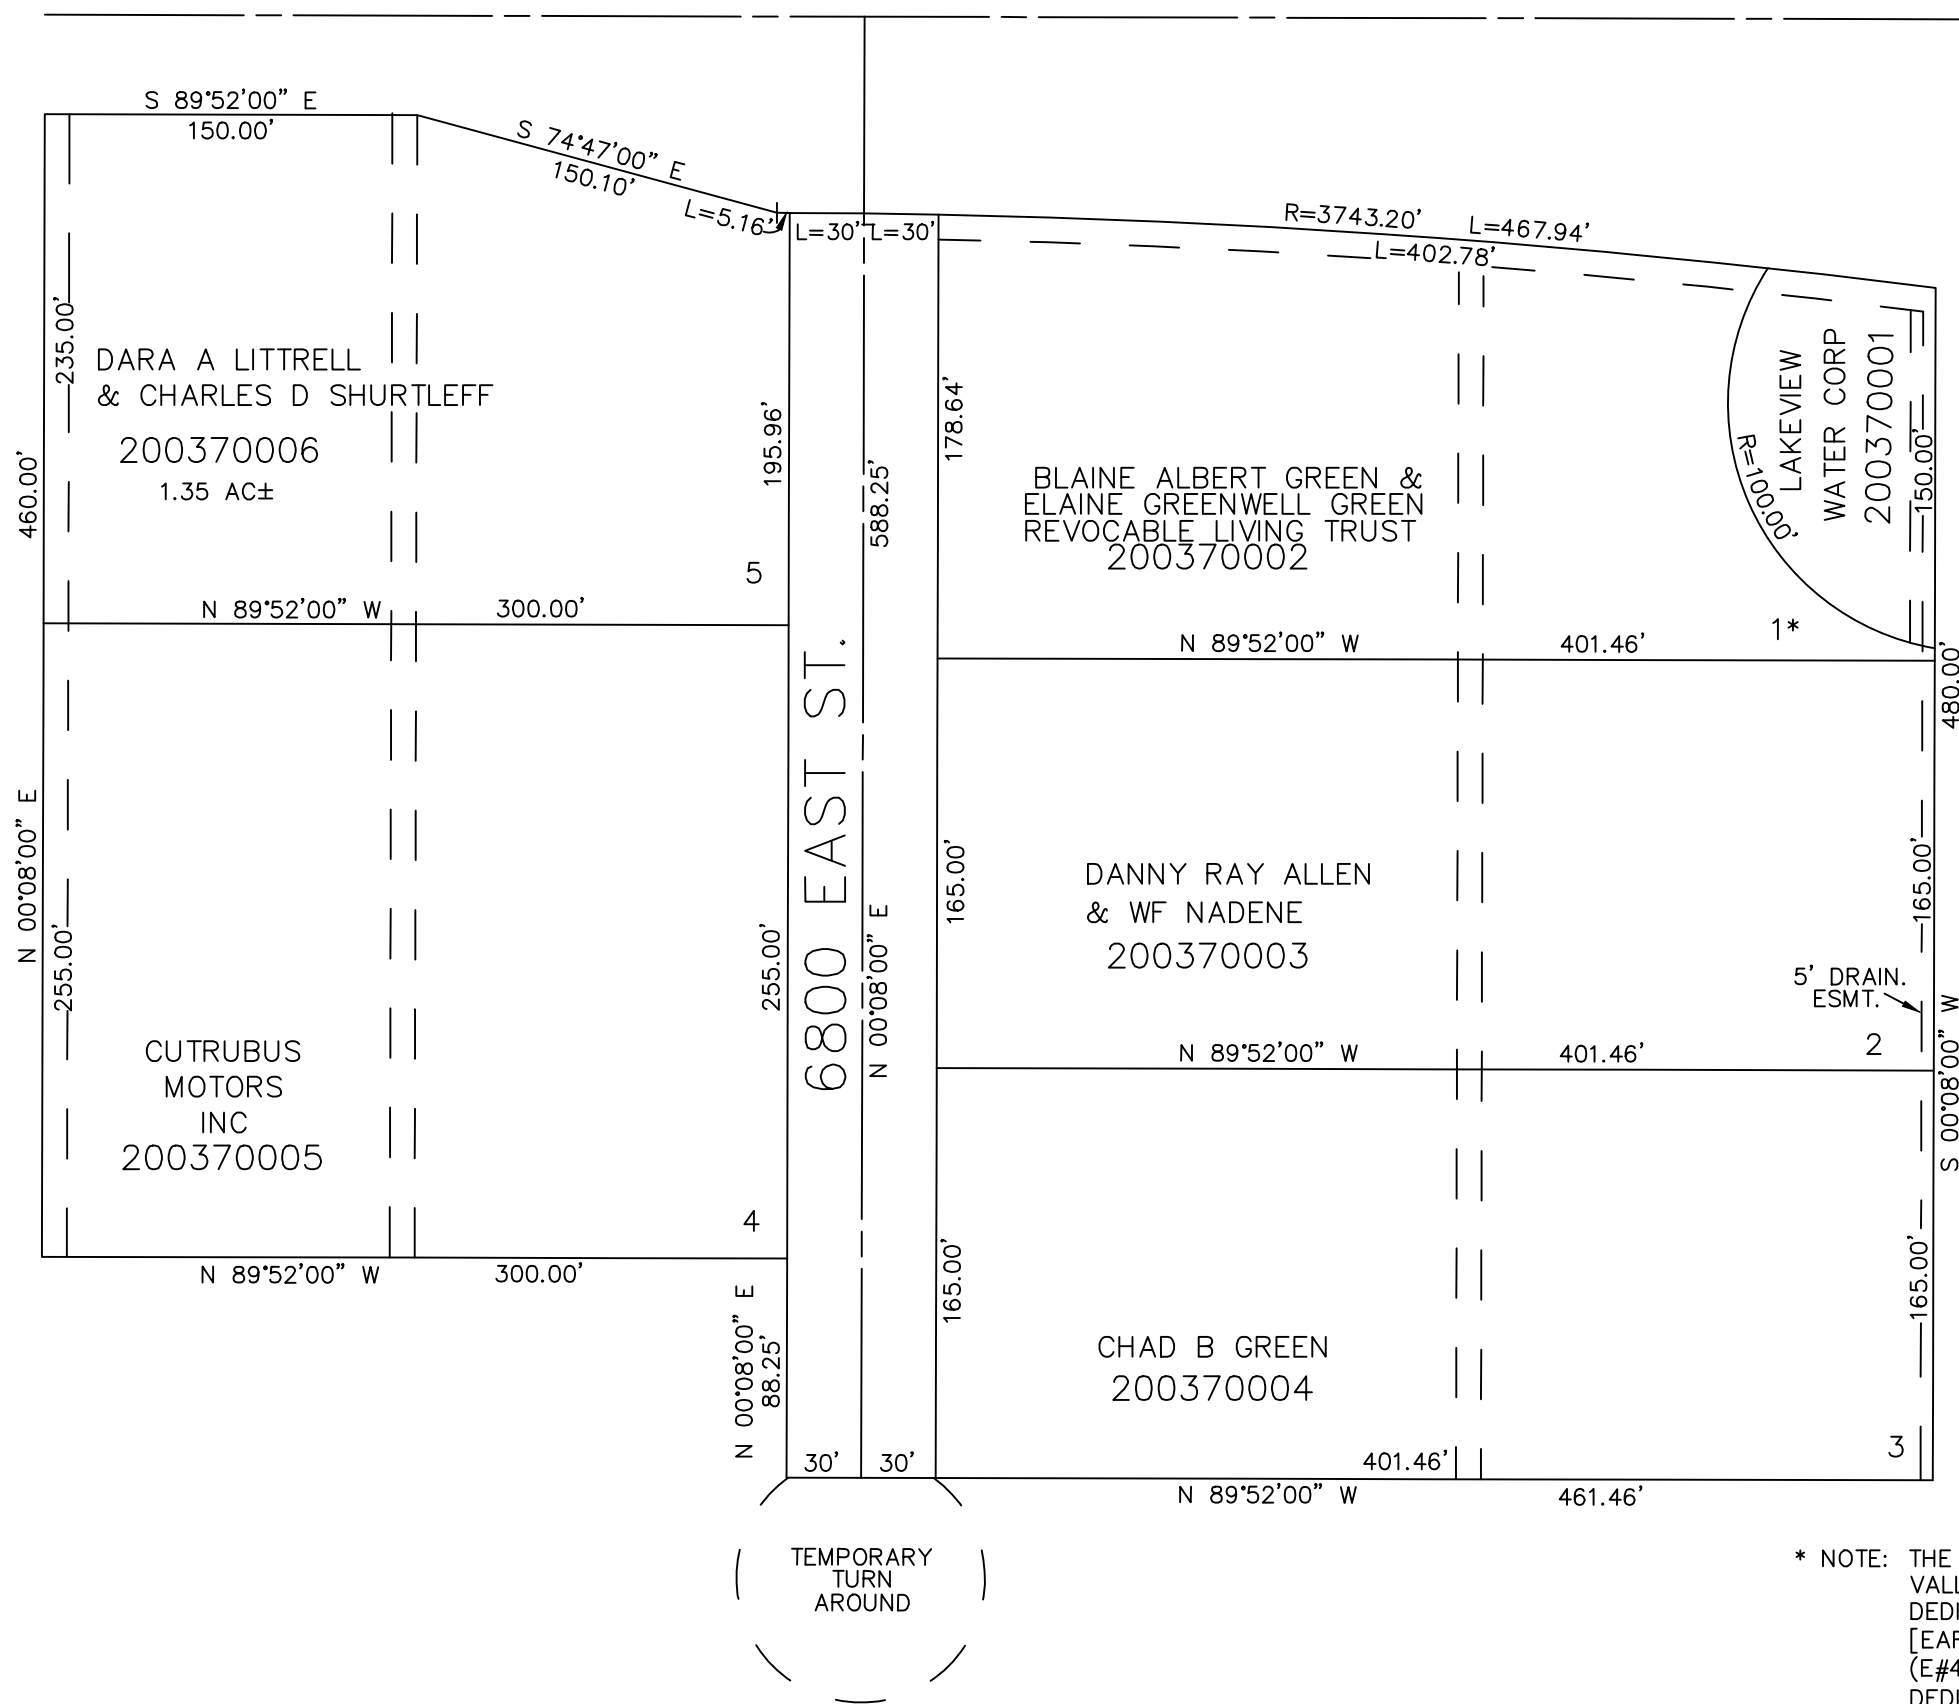 S 89°52'00" E
150.00'
S 74°47'00" E
150.10'
L=5.16'
L=30'
L=30'
R=3743.20'
L=467.94'
L=402.78'
235.00'
460.00'
DARA A LITTRELL
& CHARLES D SHURTLEFF
200370006
1.35 AC±
195.96'
588.25'
178.64'
BLAINE ALBERT GREEN &
ELAINE GREENWELL GREEN
REVOCABLE LIVING TRUST
200370002
R=100.00'
LAKEVIEW
WATER CORP
200370001
150.00'
5
1*
N 89°52'00" W
300.00'
N 89°52'00" W
401.46'
480.00'
6800 EAST ST.
N 00°08'00" E
255.00'
255.00'
N 00°08'00" E
165.00'
DANNY RAY ALLEN
& WF NADENE
200370003
165.00'
5' DRAIN.
ESMT.
2
S 00°08'00" W
N 89°52'00" W
401.46'
CUTRUBUS
MOTORS
INC
200370005
4
N 89°52'00" W
300.00'
N 00°08'00" E
88.25'
165.00'
CHAD B GREEN
200370004
165.00'
3
30'
30'
401.46'
N 89°52'00" W
461.46'
TEMPORARY
TURN
AROUND
* NOTE: THE
VALL
DEDI
[EAR
(E#4
DEDI